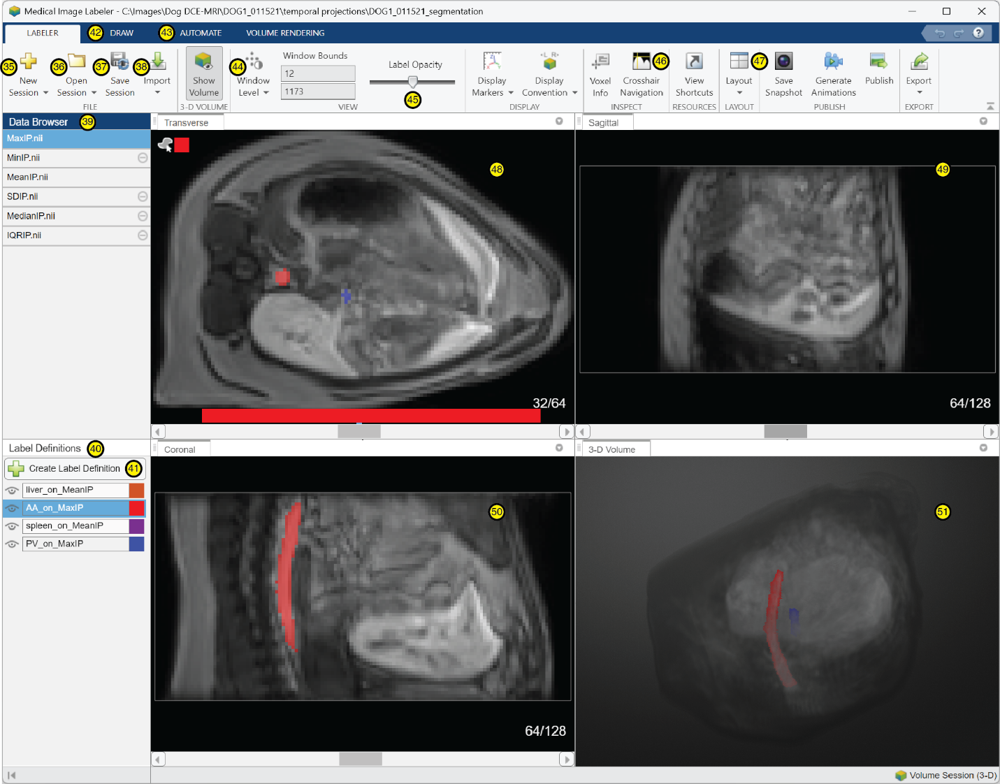 Medical Image Labeler - C:\Images\Dog DCE-MRI\DOG1_011521\temporal projections\DOG1_011521_segmentation
LABELER 42 DRAW 43 AUTOMATE VOLUME RENDERING ?
35 New Session
36 Open Session
37 Save Session
38 Import
FILE
Show Volume
3-D VOLUME
44 Window Level
Window Bounds
12
1173
Label Opacity
45
VIEW
Display Markers
L R
Display Convention
DISPLAY
Voxel Info
46 Crosshair Navigation
INSPECT
View Shortcuts
RESOURCES
47 Layout
LAYOUT
Save Snapshot
Generate Animations
Publish
PUBLISH
Export
EXPORT
Data Browser 39
MaxIP.nii
MinIP.nii
MeanIP.nii
SDIP.nii
MedianIP.nii
IQRIP.nii
Transverse
48
32/64
Sagittal
49
64/128
Label Definitions 40
Create Label Definition 41
liver_on_MeanIP
AA_on_MaxIP
spleen_on_MeanIP
PV_on_MaxIP
Coronal
50
64/128
3-D Volume
51
Volume Session (3-D)